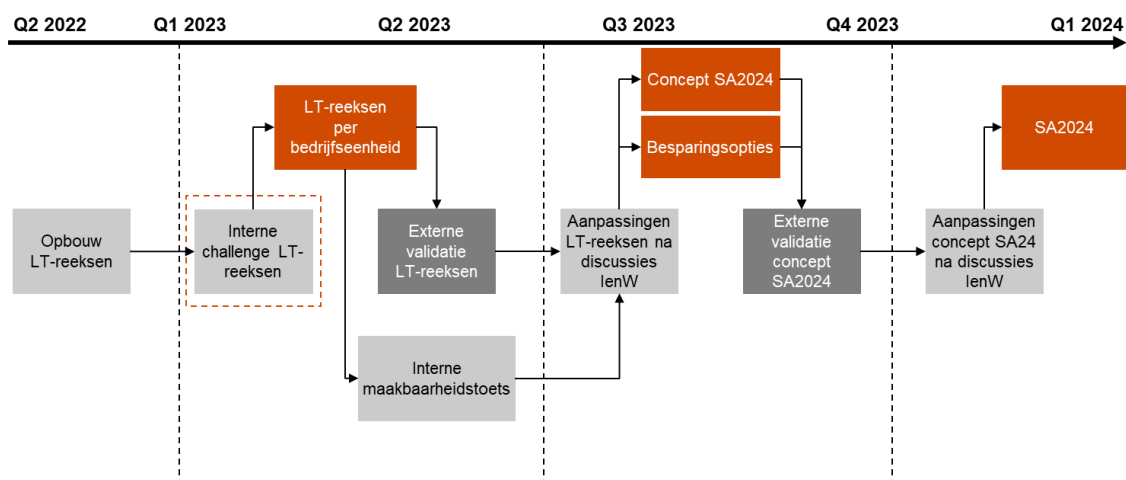 Q2 2022
Q1 2023
Q2 2023
Q3 2023
Q4 2023
Q1 2024
Opbouw
LT-reeksen
Interne
challenge LT-
reeksen
LT-reeksen
per
bedrijfseenheid
Externe
validatie
LT-reeksen
Interne
maakbaarheidstoets
Aanpassingen
LT-reeksen na
discussies
IenW
Concept SA2024
Besparingsopties
Externe
validatie
concept
SA2024
Aanpassingen
concept SA24
na discussies
IenW
SA2024